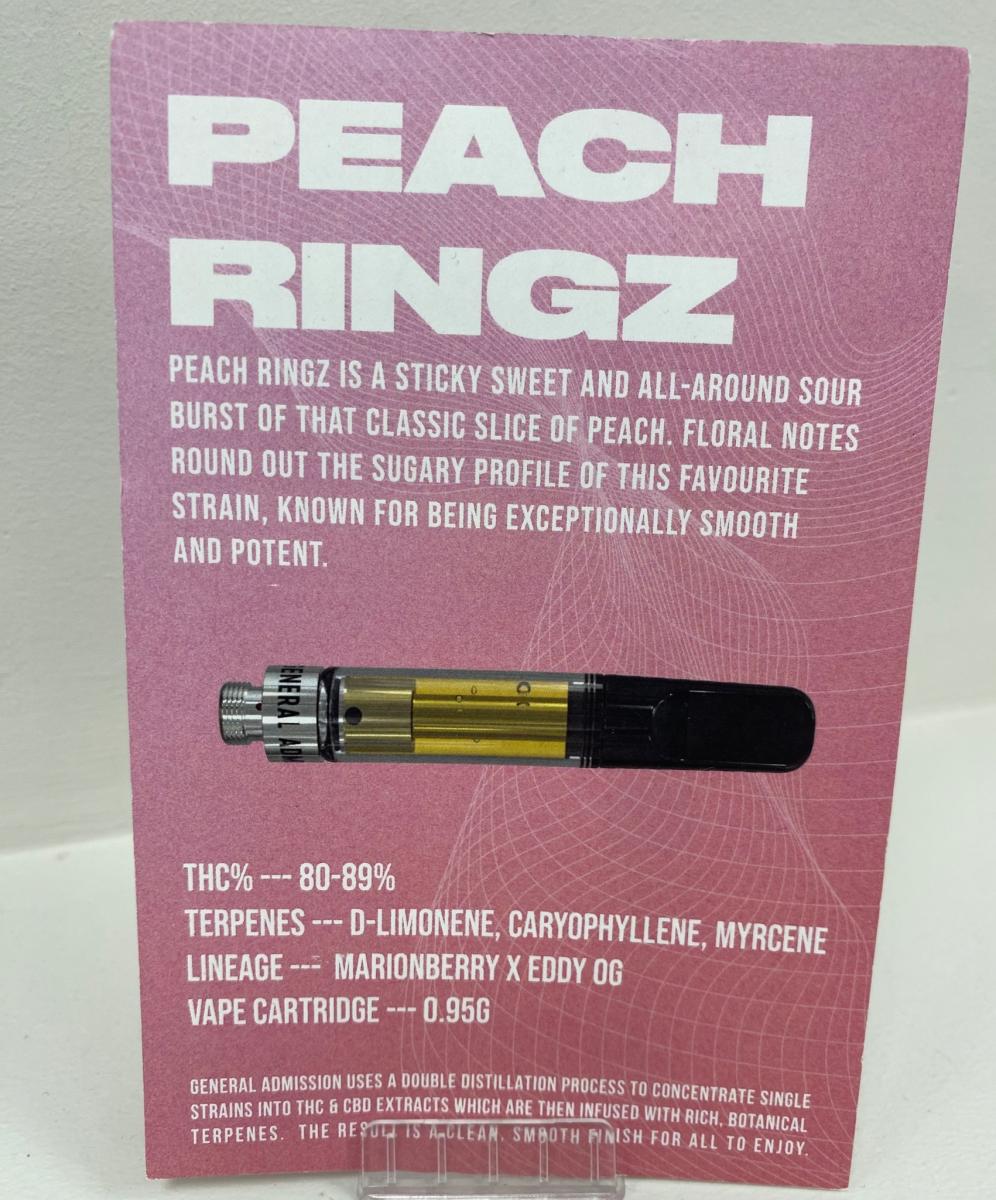 PEACH
RINGZ
PEACH RINGZ IS A STICKY SWEET AND ALL-AROUND SOUR
BURST OF THAT CLASSIC SLICE OF PEACH. FLORAL NOTES
ROUND OUT THE SUGARY PROFILE OF THIS FAVOURITE
STRAIN, KNOWN FOR BEING EXCEPTIONALLY SMOOTH
AND POTENT.
GENERAL
THC% --- 80-89%
TERPENES --- D-LIMONENE, CARYOPHYLLENE, MYRCENE
LINEAGE --- MARIONBERRY X EDDY OG
VAPE CARTRIDGE --- 0.95G
GENERAL ADMISSION USES A DOUBLE DISTILLATION PROCESS TO CONCENTRATE SINGLE
STRAINS INTO THC & CBD EXTRACTS WHICH ARE THEN INFUSED WITH RICH, BOTANICAL
TERPENES. THE RESULT IS A CLEAN, SMOOTH FINISH FOR ALL TO ENJOY.